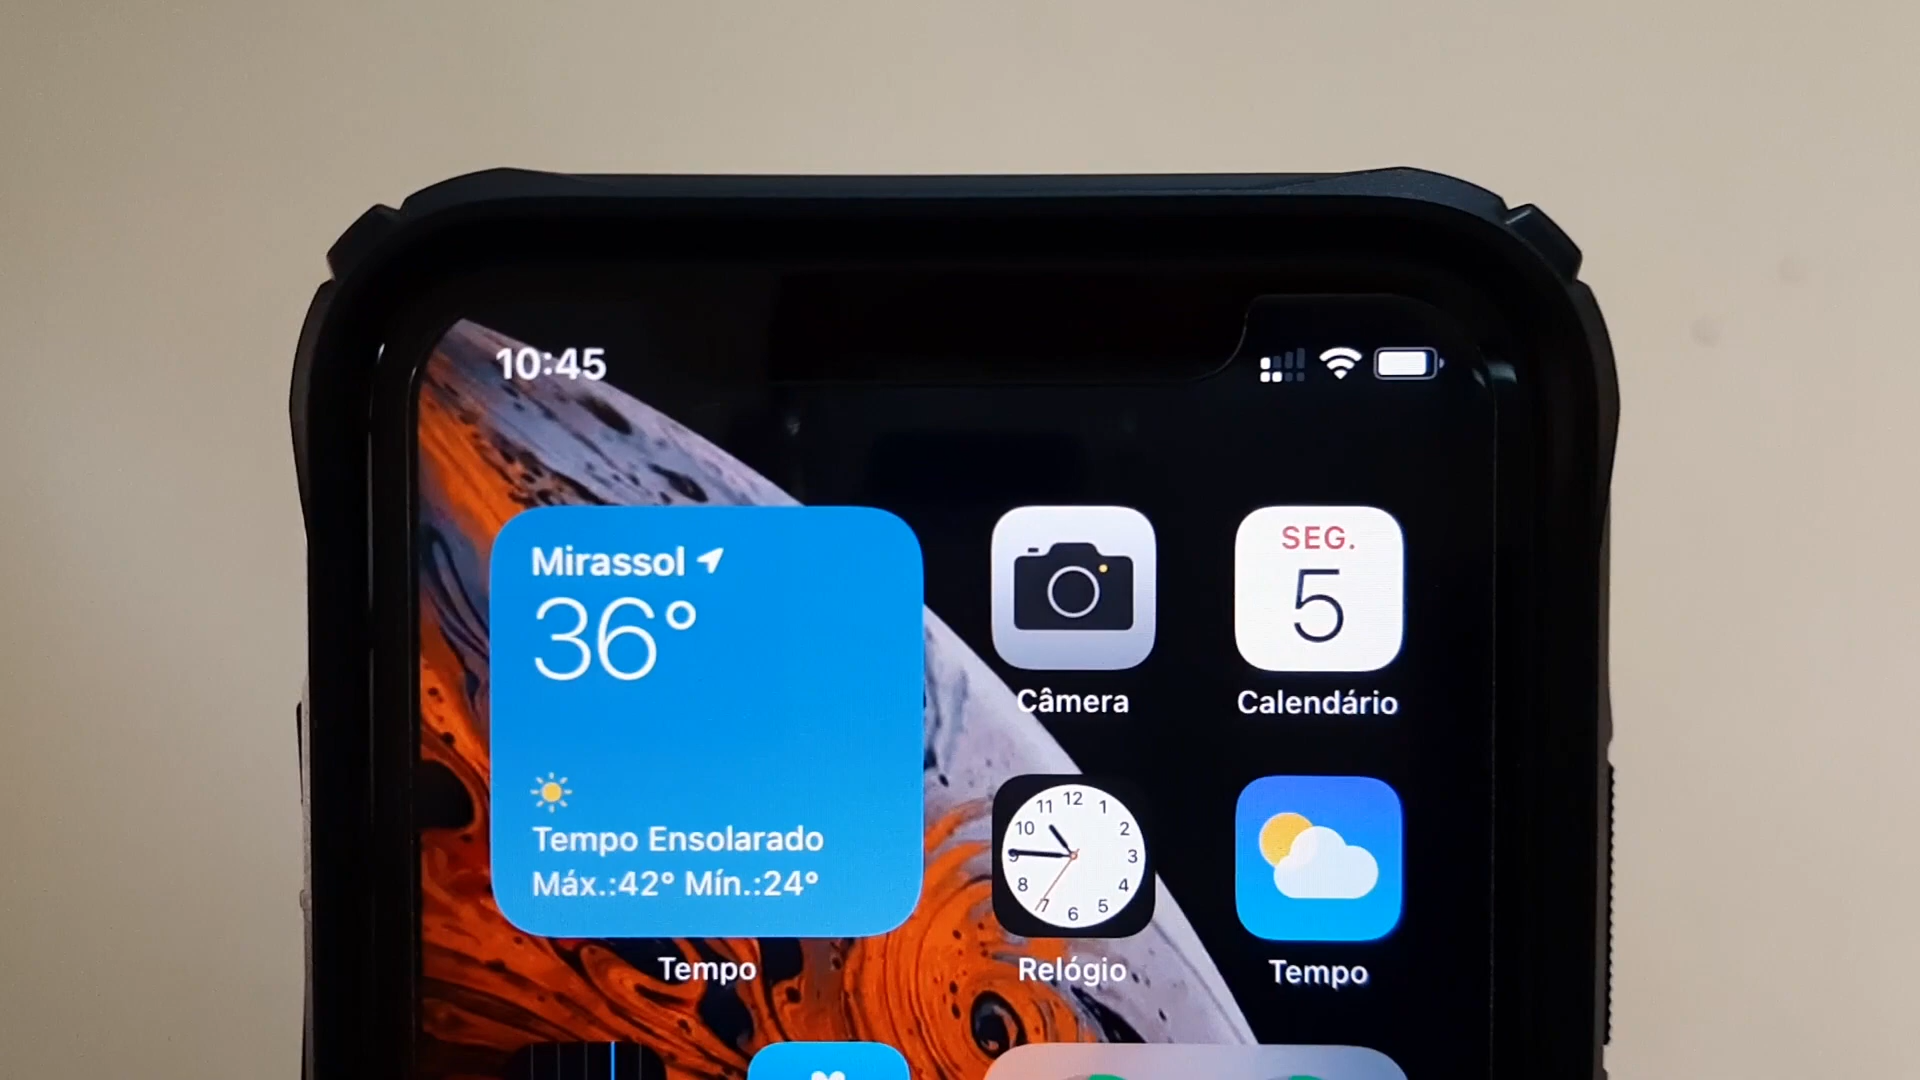 10:45
Mirassol
36°
Tempo Ensolarado
Máx.:42° Mín.:24°
Tempo
Câmera
SEG.
5
Calendário
12
1
2
3
4
5
6
7
8
9
10
11
Relógio
Tempo